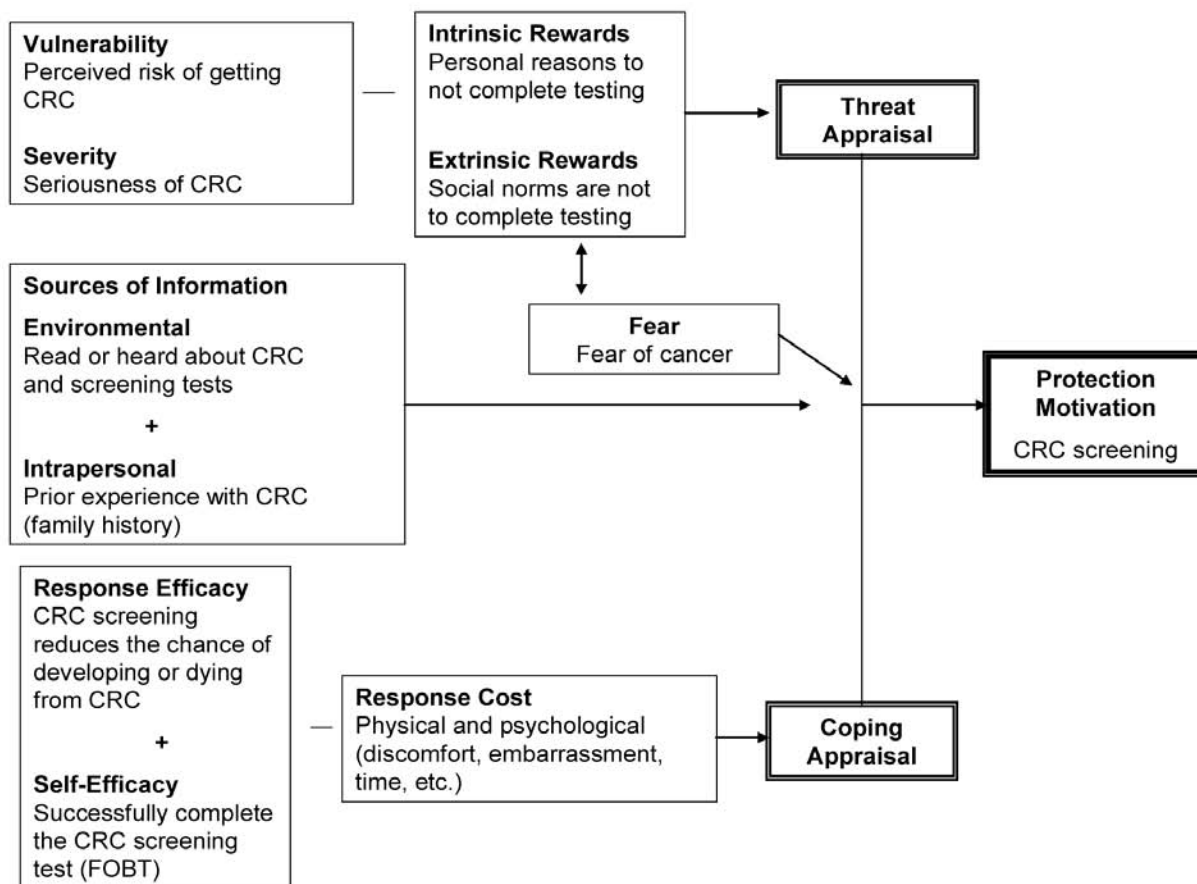 Vulnerability
Perceived risk of getting
CRC
Severity
Seriousness of CRC
Intrinsic Rewards
Personal reasons to
not complete testing
Extrinsic Rewards
Social norms are not
to complete testing
Threat
Appraisal
Sources of Information
Environmental
Read or heard about CRC
and screening tests
+
Intrapersonal
Prior experience with CRC
(family history)
Fear
Fear of cancer
Protection
Motivation
CRC screening
Response Efficacy
CRC screening
reduces the chance of
developing or dying
from CRC
+
Self-Efficacy
Successfully complete
the CRC screening
test (FOBT)
Response Cost
Physical and psychological
(discomfort, embarrassment,
time, etc.)
Coping
Appraisal